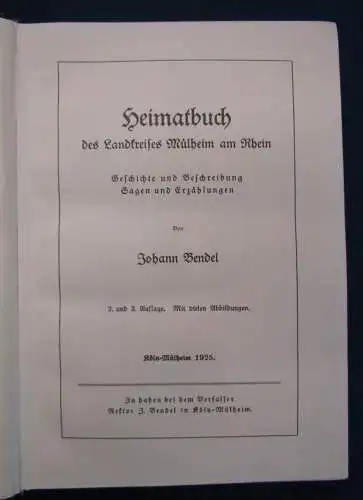 Heimatbuch
des Landkreises Mülheim am Rhein
Geschichte und Beschreibung
Sagen und Erzählungen
Von
Johann Bendel
2. und 3. Auflage. Mit vielen Abbildungen.
Köln-Mülheim 1925.
Zu haben bei dem Verfasser
Rektor J. Bendel in Köln-Mülheim.